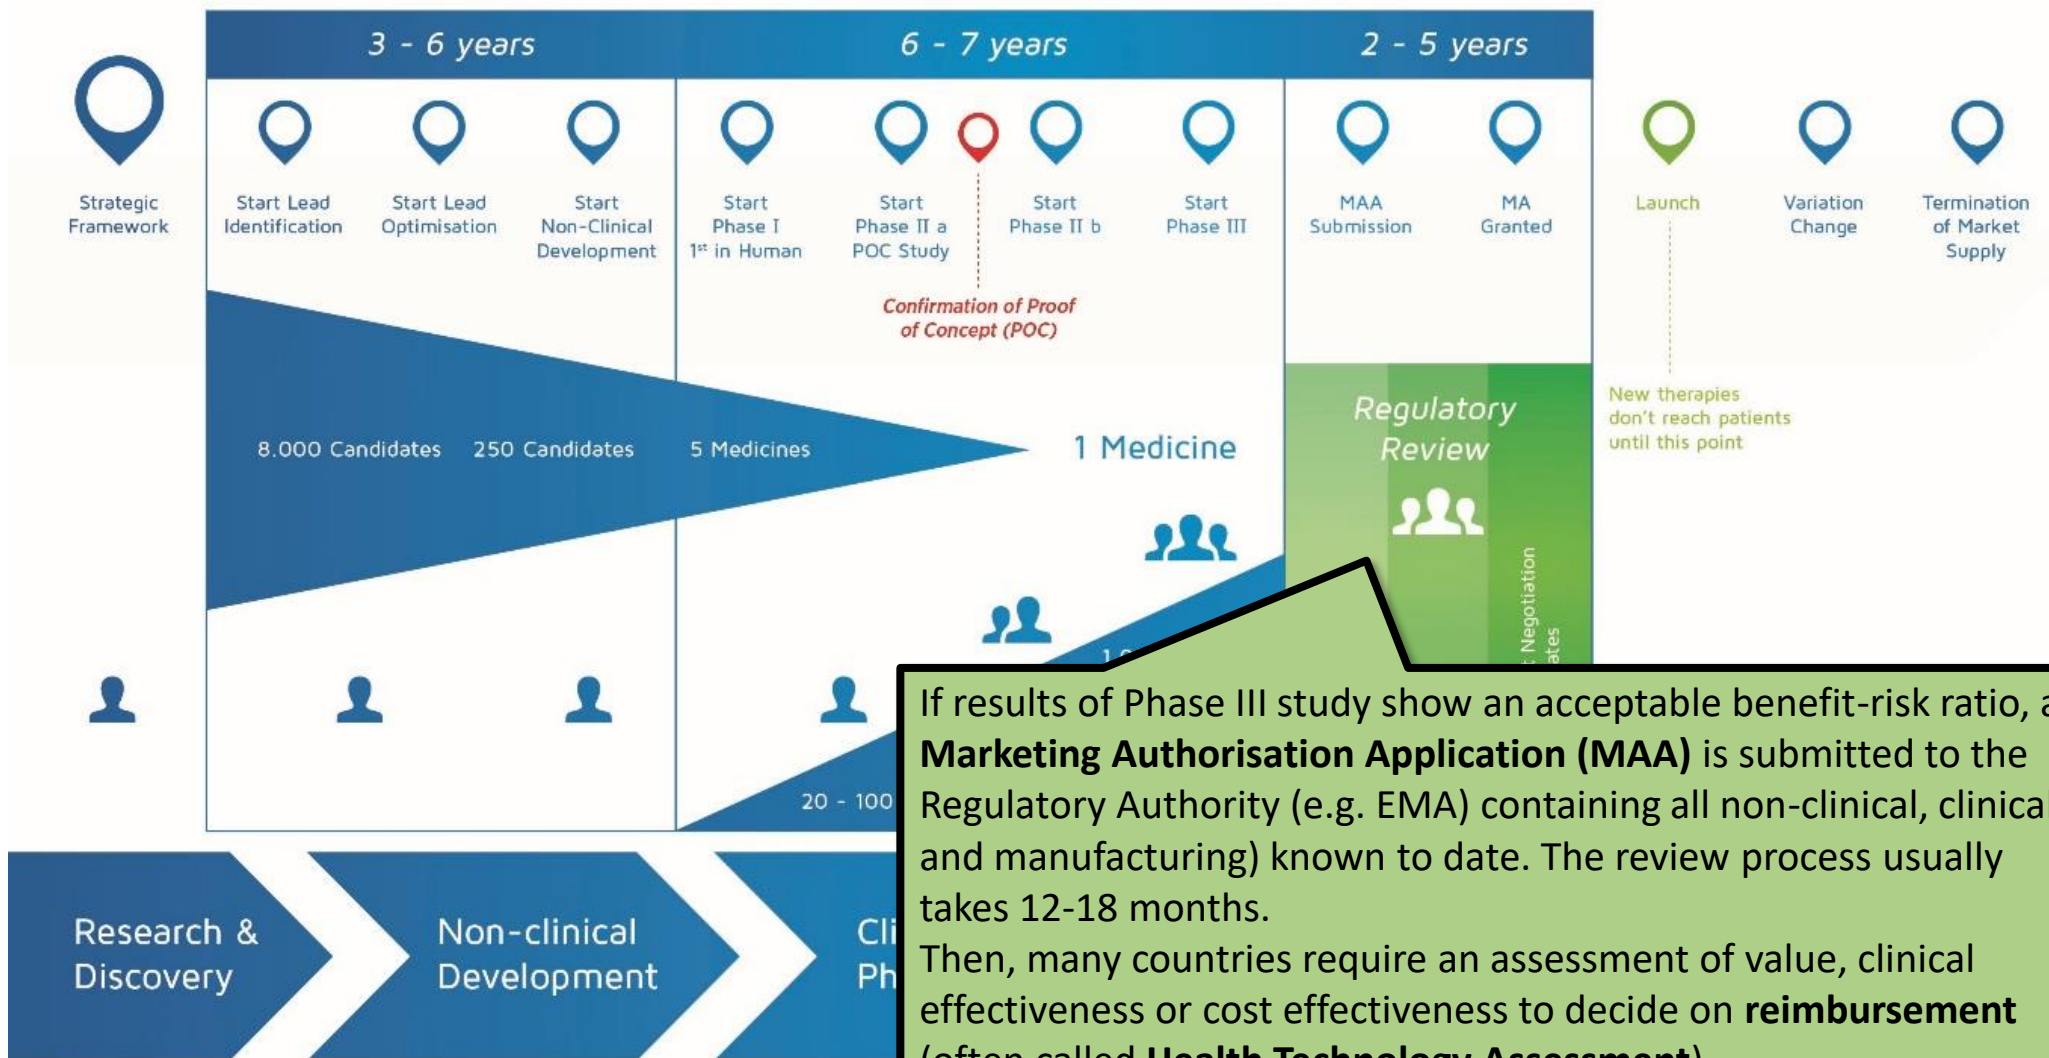 3 - 6 years
6 - 7 years
2 - 5 years
Strategic
Framework
Start Lead
Identification
Start Lead
Optimisation
Start
Non-Clinical
Development
Start
Phase I
1st in Human
Start
Phase II a
POC Study
Start
Phase II b
Start
Phase III
MAA
Submission
MA
Granted
Launch
Variation
Change
Termination
of Market
Supply
Confirmation of Proof
of Concept (POC)
8.000 Candidates
250 Candidates
5 Medicines
1 Medicine
Regulatory
Review
New therapies
don't reach patients
until this point
Negotiation
20 - 100
If results of Phase III study show an acceptable benefit-risk ratio, a
Marketing Authorisation Application (MAA) is submitted to the
Regulatory Authority (e.g. EMA) containing all non-clinical, clinical
and manufacturing) known to date. The review process usually
takes 12-18 months.
Then, many countries require an assessment of value, clinical
effectiveness or cost effectiveness to decide on reimbursement
(often called Health Technology Assessment)
Research &
Discovery
Non-clinical
Development